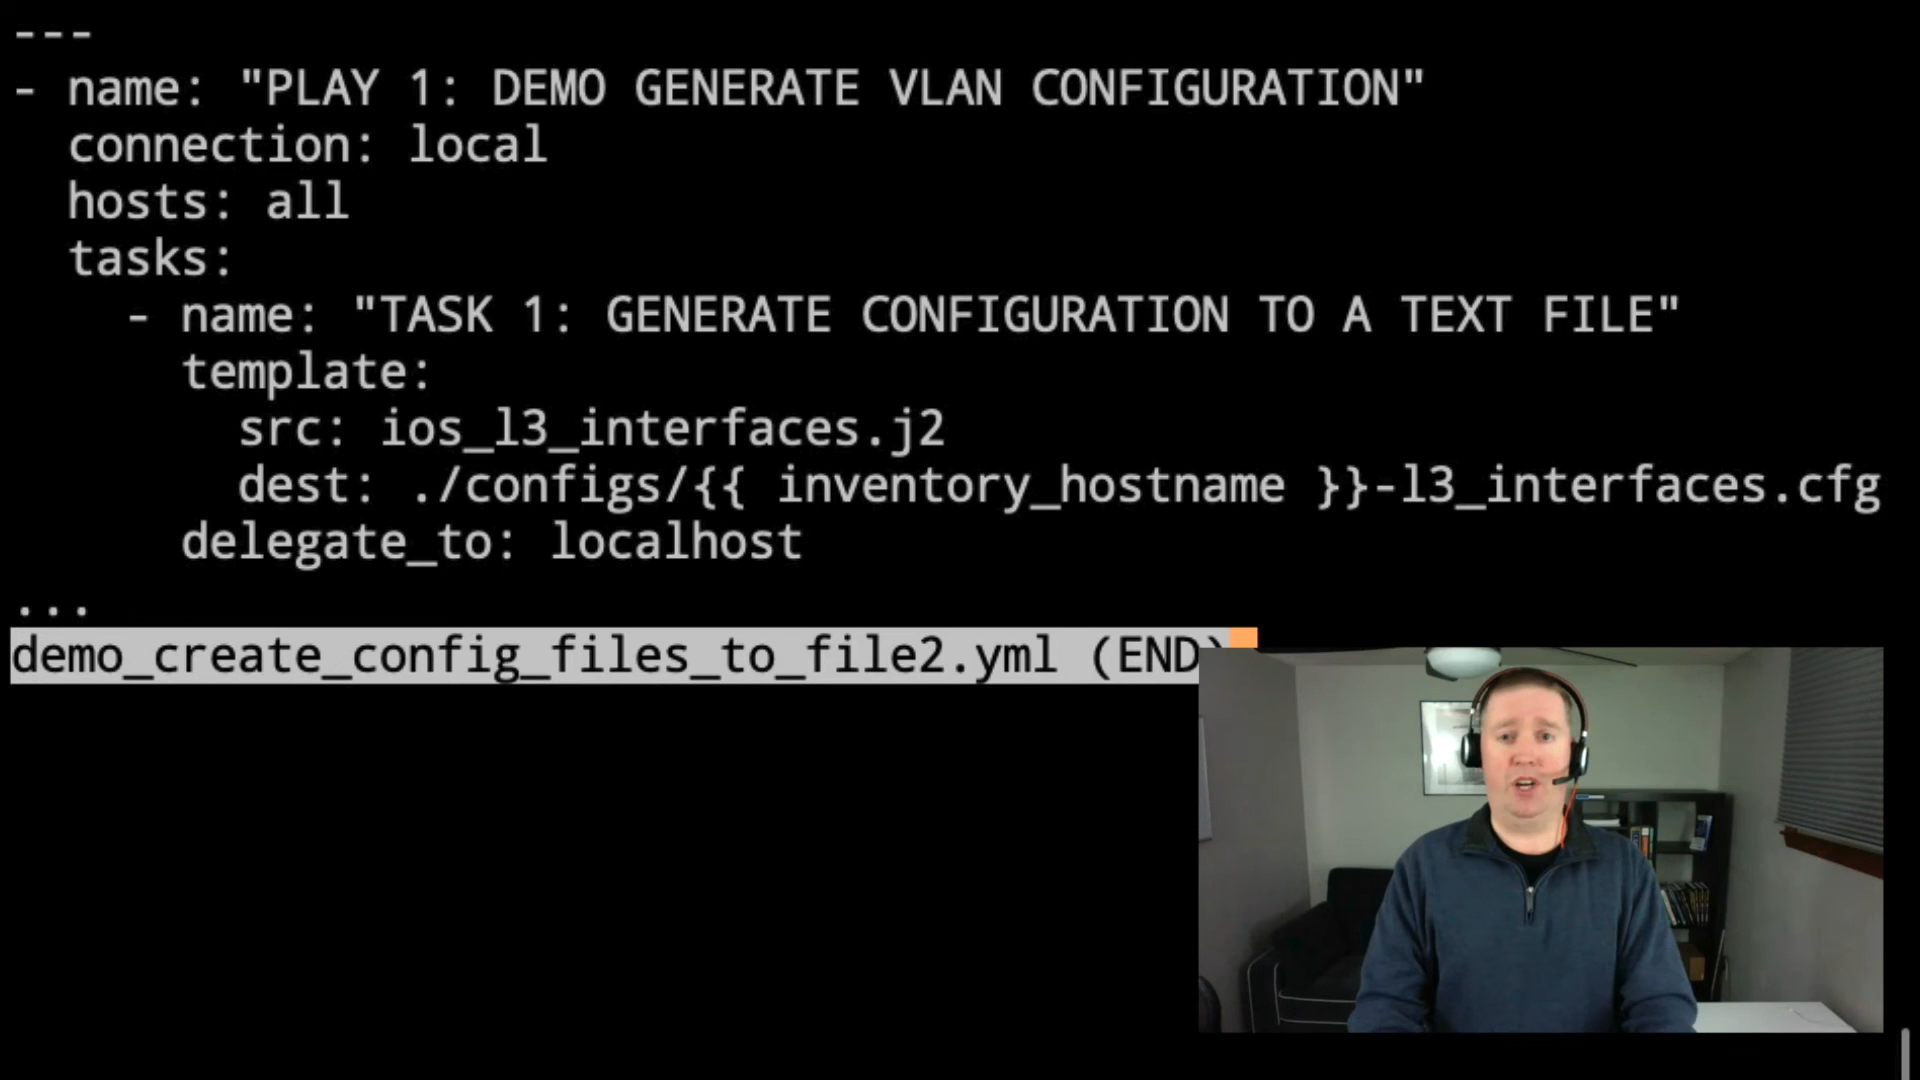 ---
- name: "PLAY 1: DEMO GENERATE VLAN CONFIGURATION"
  connection: local
  hosts: all
  tasks:
    - name: "TASK 1: GENERATE CONFIGURATION TO A TEXT FILE"
      template:
        src: ios_l3_interfaces.j2
        dest: ./configs/{{ inventory_hostname }}-l3_interfaces.cfg
      delegate_to: localhost
...
demo_create_config_files_to_file2.yml (END)